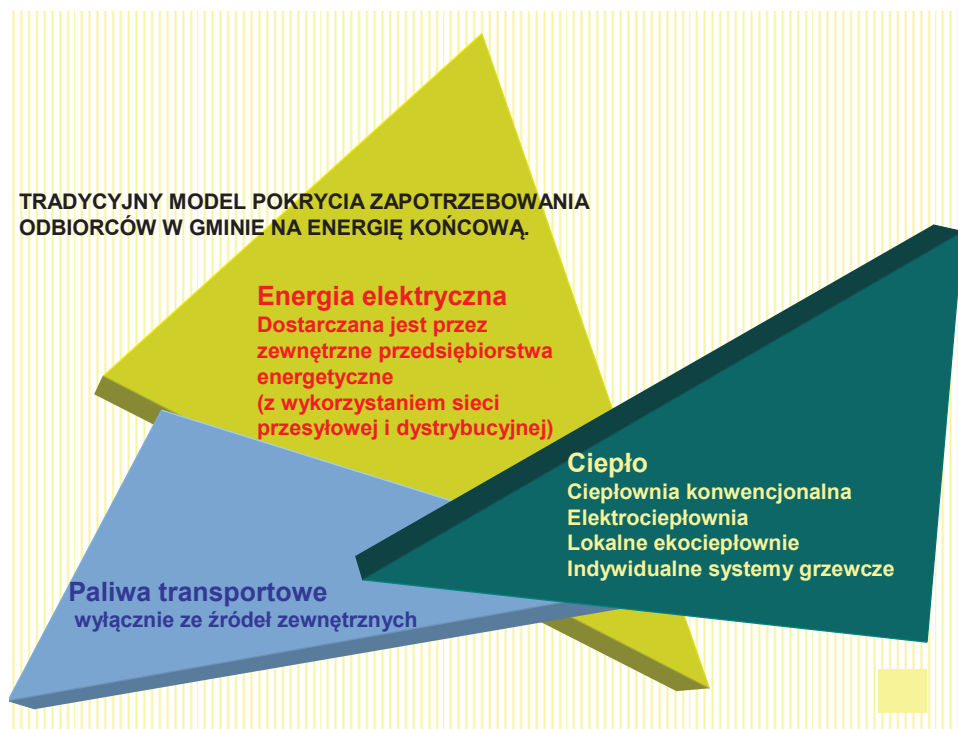 TRADYCYJNY MODEL POKRYCIA ZAPOTRZEBOWANIA
ODBIORCÓW W GMINIE NA ENERGIĘ KOŃCOWĄ.
Energia elektryczna
Dostarczana jest przez
zewnętrzne przedsiębiorstwa
energetyczne
(z wykorzystaniem sieci
przesyłowej i dystrybucyjnej)
Ciepło
Ciepłownia konwencjonalna
Elektrociepłownia
Lokalne ekociepłownie
Indywidualne systemy grzewcze
Paliwa transportowe
wyłącznie ze źródeł zewnętrznych